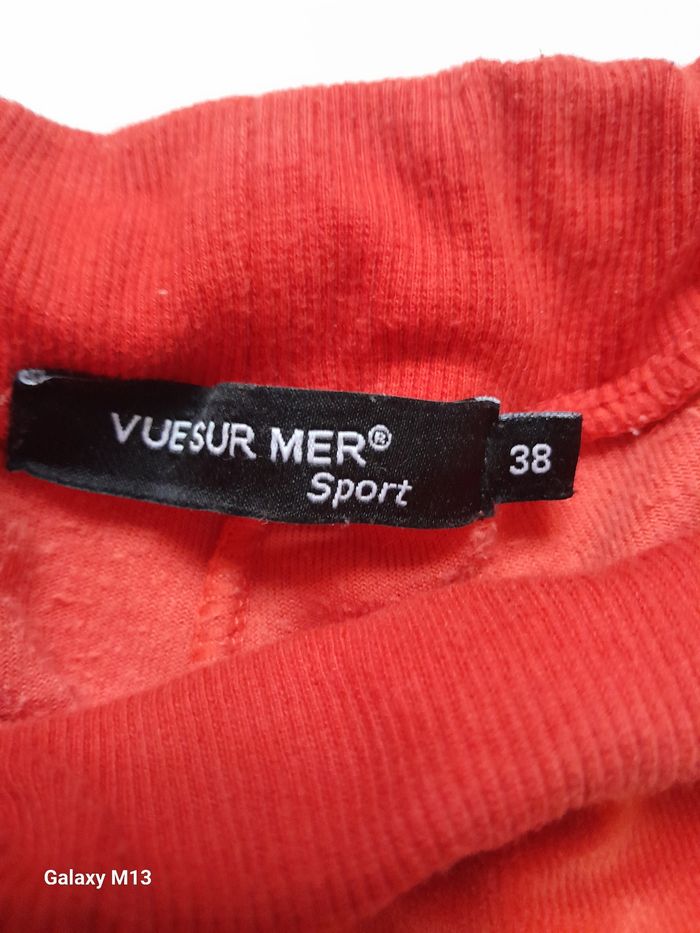 VUESUR MER®
Sport
38
Galaxy M13